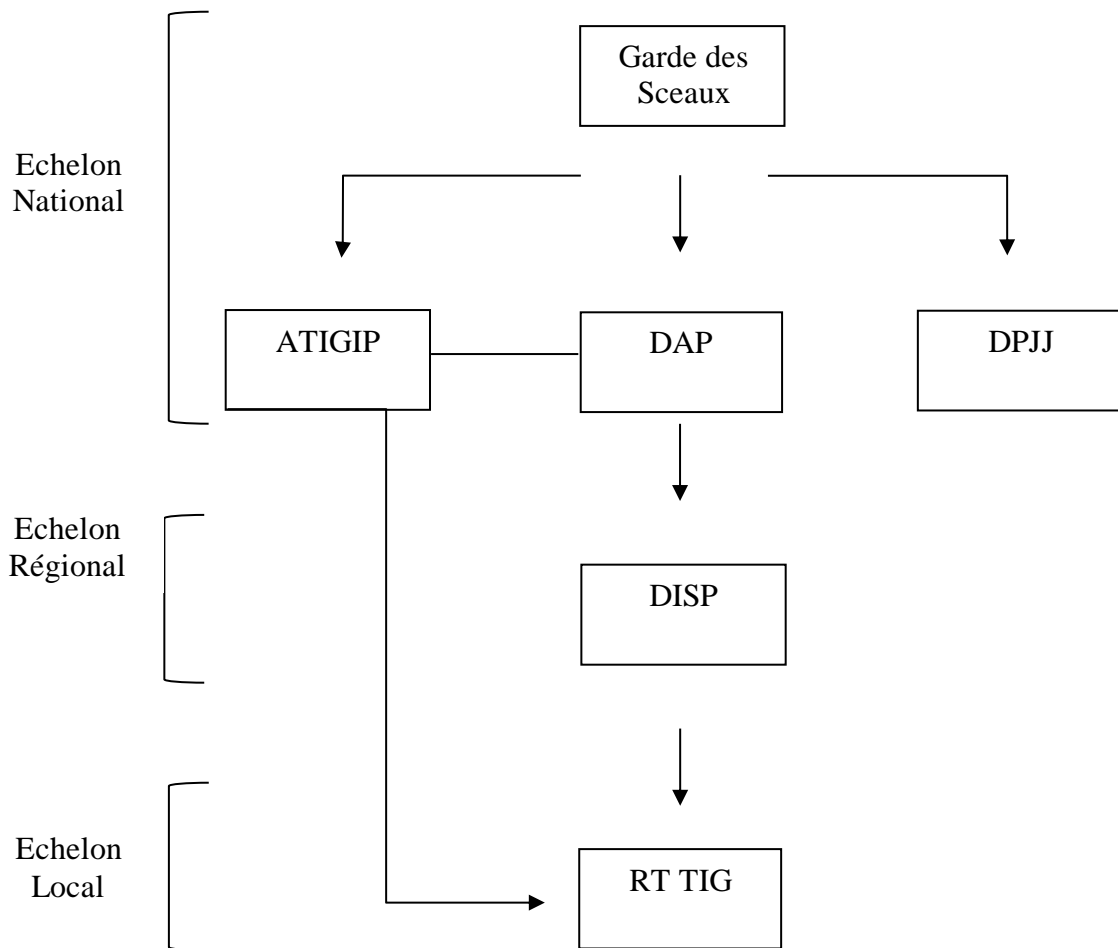 Garde des
Sceaux
Echelon
National
ATIGIP
DAP
DPJJ
Echelon
Régional
DISP
Echelon
Local
RT TIG